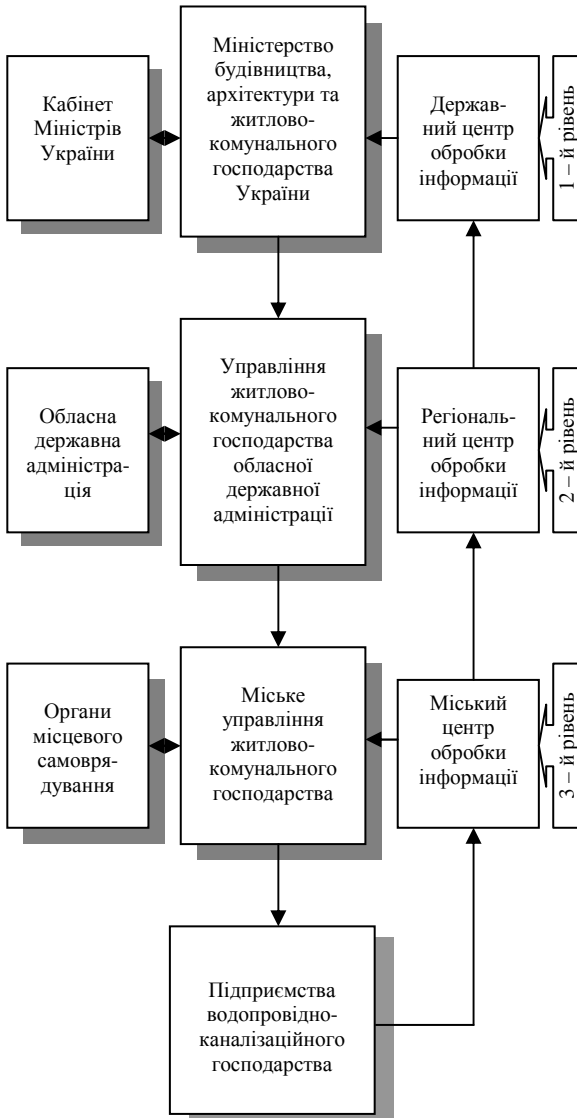 Кабінет
Міністрів
України
Міністерство
будівництва,
архітектури та
житлово-
комунального
господарства
України
Держав-
ний центр
обробки
інформації
1 – й рівень
Обласна
державна
адміністра-
ція
Управління
житлово-
комунального
господарства
обласної
державної
адміністрації
Регіональ-
ний центр
обробки
інформації
2 – й рівень
Органи
місцевого
самовря-
дування
Міське
управління
житлово-
комунального
господарства
Міський
центр
обробки
інформації
3 – й рівень
Підприємства
водопровідно-
каналізаційного
господарства